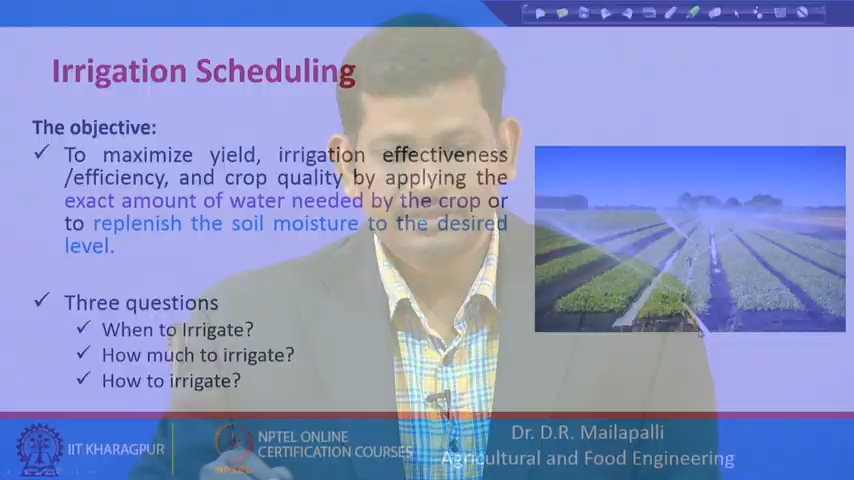 Irrigation Scheduling
The objective:
✓ To maximize yield, irrigation effectiveness
/efficiency, and crop quality by applying the
exact amount of water needed by the crop or
to replenish the soil moisture to the desired
level.
✓ Three questions
✓ When to Irrigate?
✓ How much to irrigate?
✓ How to irrigate?
IIT KHARAGPUR
NPTEL ONLINE
CERTIFICATION COURSES
NPTEL
Dr. D.R. Mailapalli
Agricultural and Food Engineering